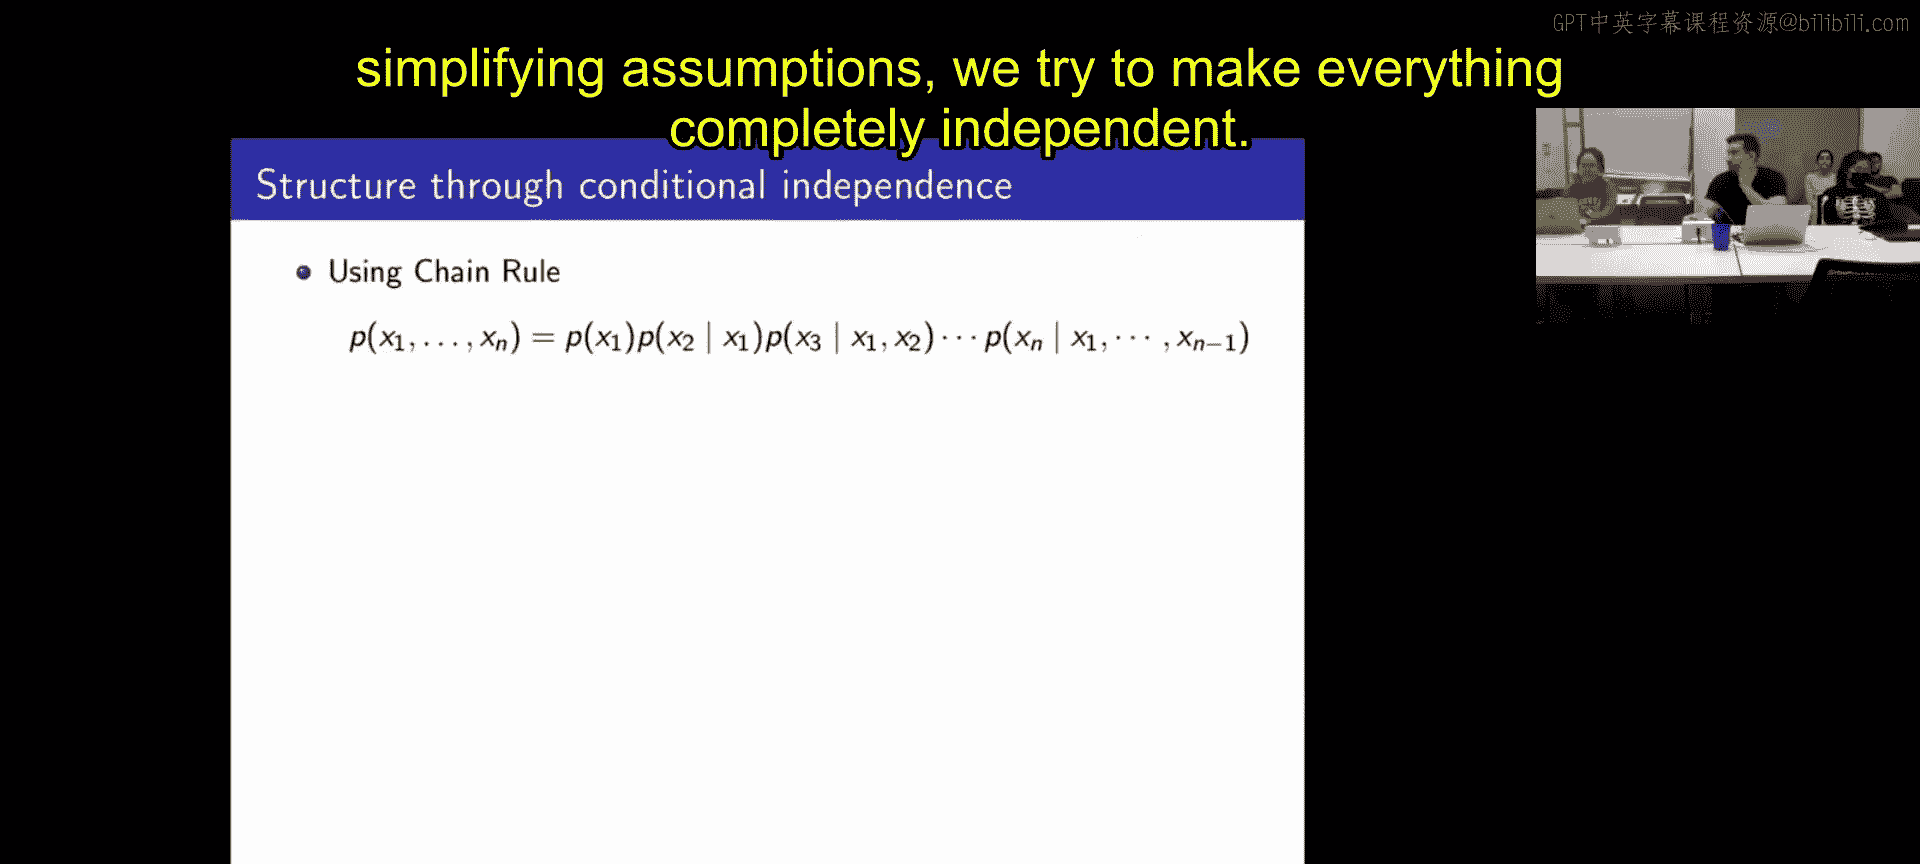 GPT中英字幕课程资源@bilibili.com
simplifying assumptions, we try to make everything
completely independent.
Structure through conditional independence
Using Chain Rule
p(x₁, . . . , xₙ) = p(x₁)p(x₂ | x₁)p(x₃ | x₁, x₂) · · · p(xₙ | x₁, · · · , xₙ₋₁)